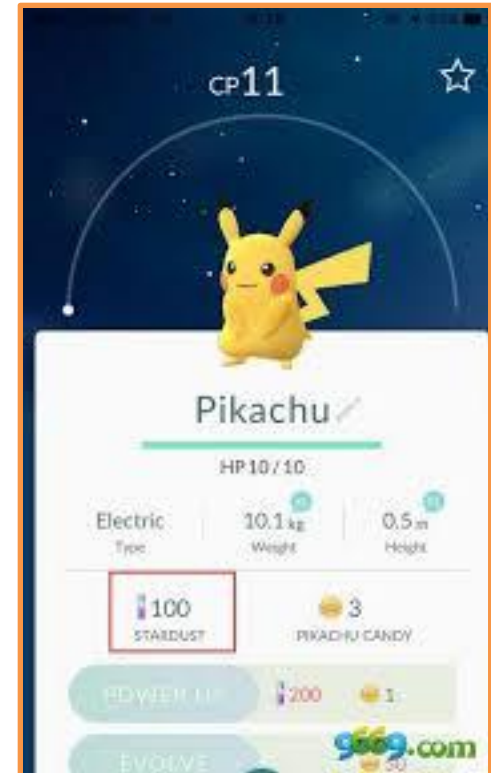 CP11
Pikachu
HP 10 / 10
Electric
10.1 kg
0.5 m
Type
Weight
Height
100
3
STARDUST
PIKACHU CANDY
POWER UP
200
1
EVOLVE
50
9669.com